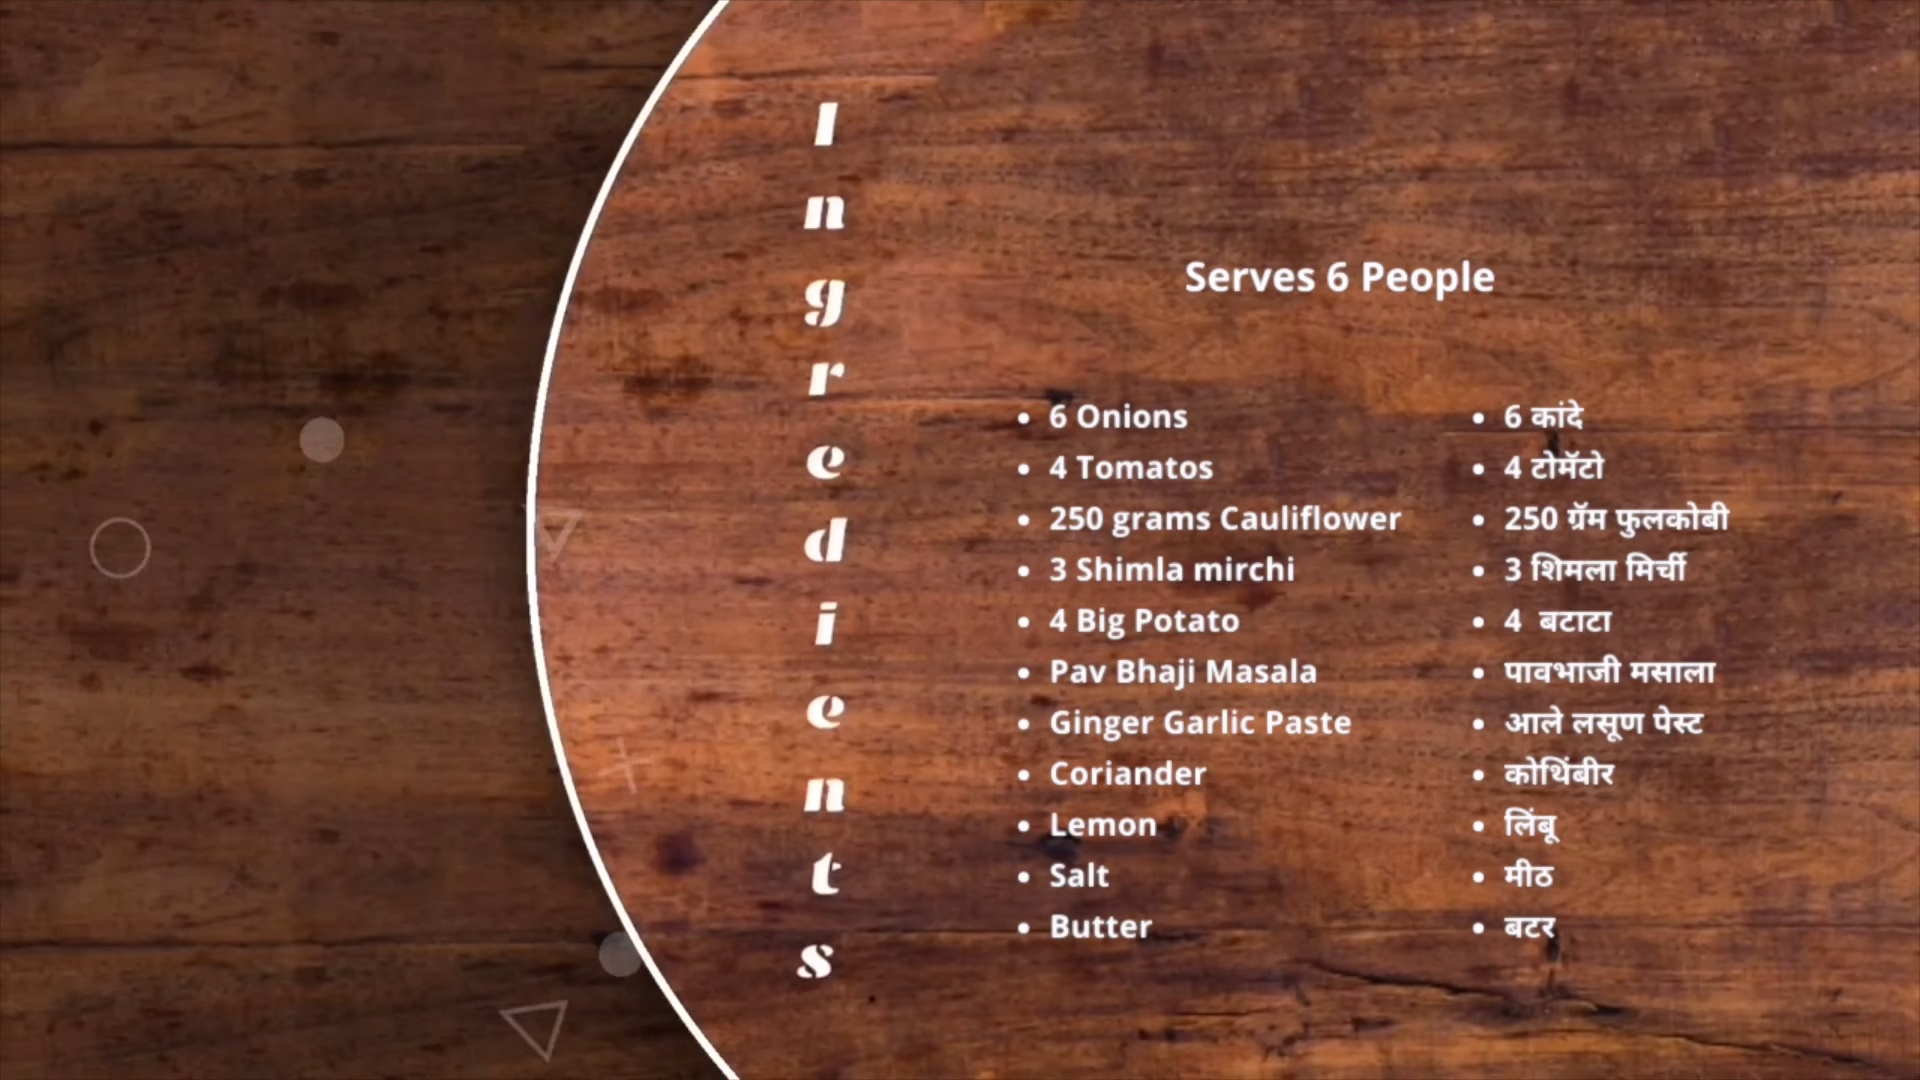 Ingredients
Serves 6 People
• 6 Onions
• 4 Tomatos
• 250 grams Cauliflower
• 3 Shimla mirchi
• 4 Big Potato
• Pav Bhaji Masala
• Ginger Garlic Paste
• Coriander
• Lemon
• Salt
• Butter
• 6 कांदे
• 4 टोमॅटो
• 250 ग्रॅम फुलकोबी
• 3 शिमला मिर्ची
• 4 बटाटा
• पावभाजी मसाला
• आले लसूण पेस्ट
• कोथिंबीर
• लिंबू
• मीठ
• बटर